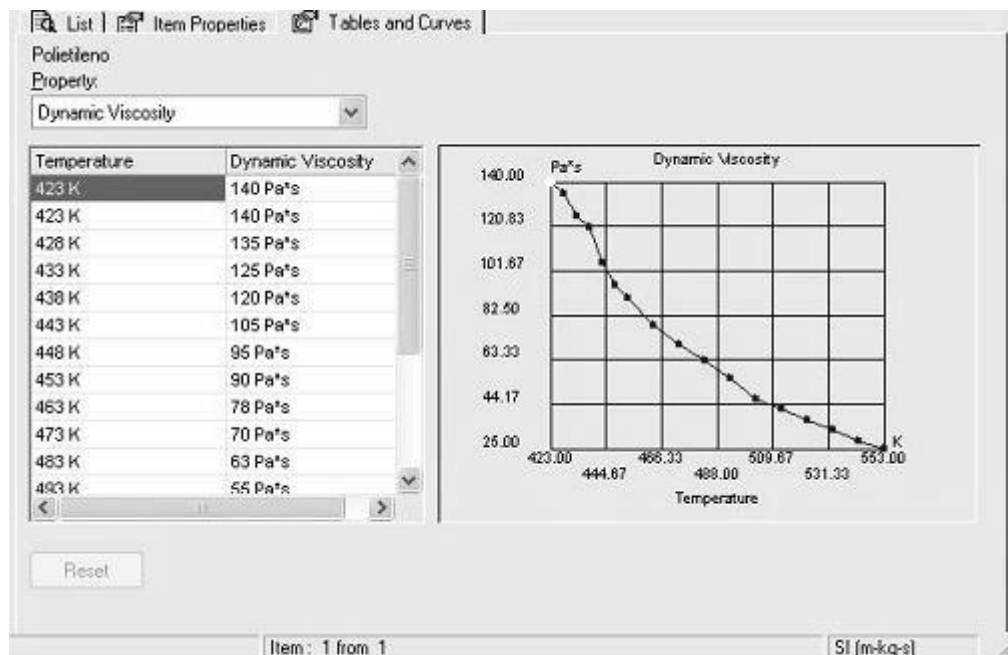 List Item Properties Tables and Curves
Polietileno
Property:
Dynamic Viscosity
Temperature Dynamic Viscosity
423 K 140 Pa*s
423 K 140 Pa*s
428 K 135 Pa*s
433 K 125 Pa*s
438 K 120 Pa*s
443 K 105 Pa*s
448 K 95 Pa*s
453 K 90 Pa*s
463 K 78 Pa*s
473 K 70 Pa*s
483 K 63 Pa*s
493 K 55 Pa*s
Reset
Pa*s Dynamic Viscosity
140.00
120.83
101.67
82.50
63.33
44.17
25.00
K
423.00 466.33 509.67 553.00
444.67 488.00 531.33
Temperature
Item : 1 from 1 SI (m-kg-s)